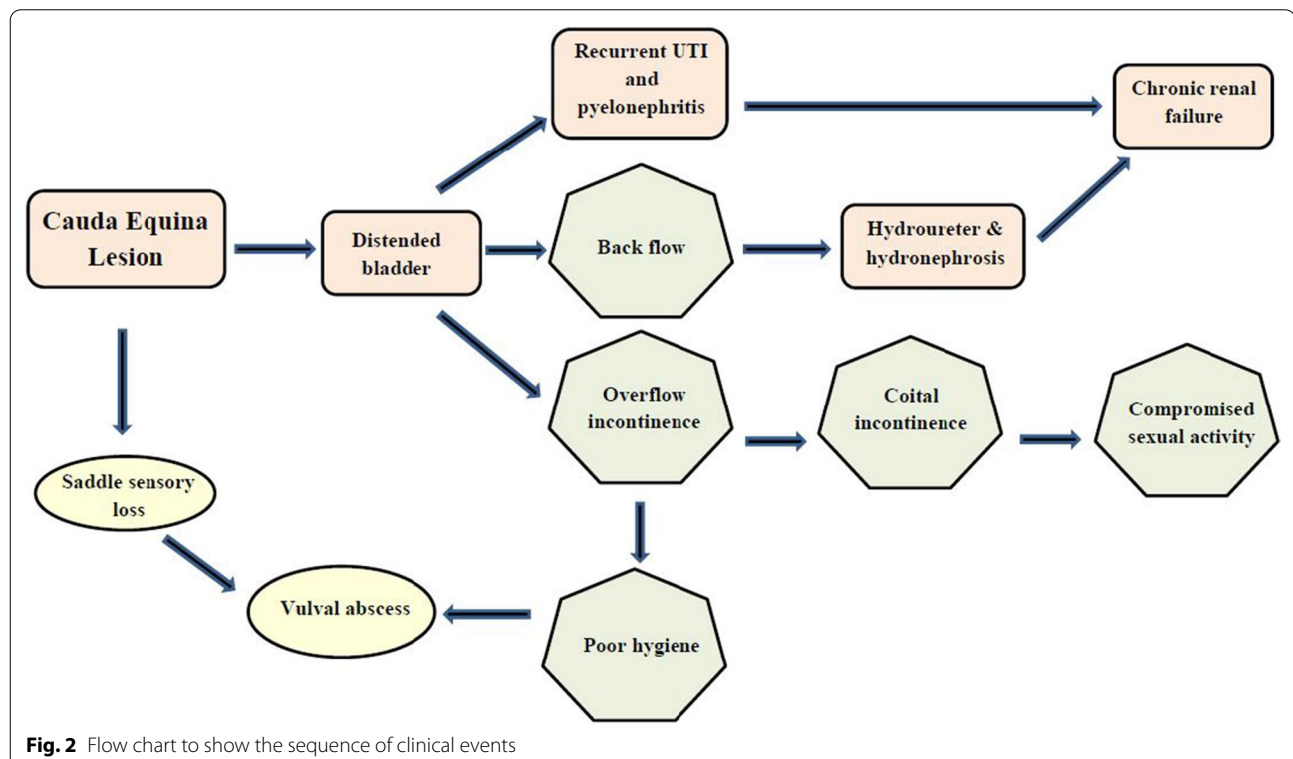 Recurrent UTI
and
pyelonephritis
Chronic renal
failure
Cauda Equina
Lesion
Distended
bladder
Back flow
Hydroureter &
hydronephrosis
Overflow
incontinence
Coital
incontinence
Compromised
sexual activity
Saddle sensory
loss
Vulval abscess
Poor hygiene
Fig. 2 Flow chart to show the sequence of clinical events